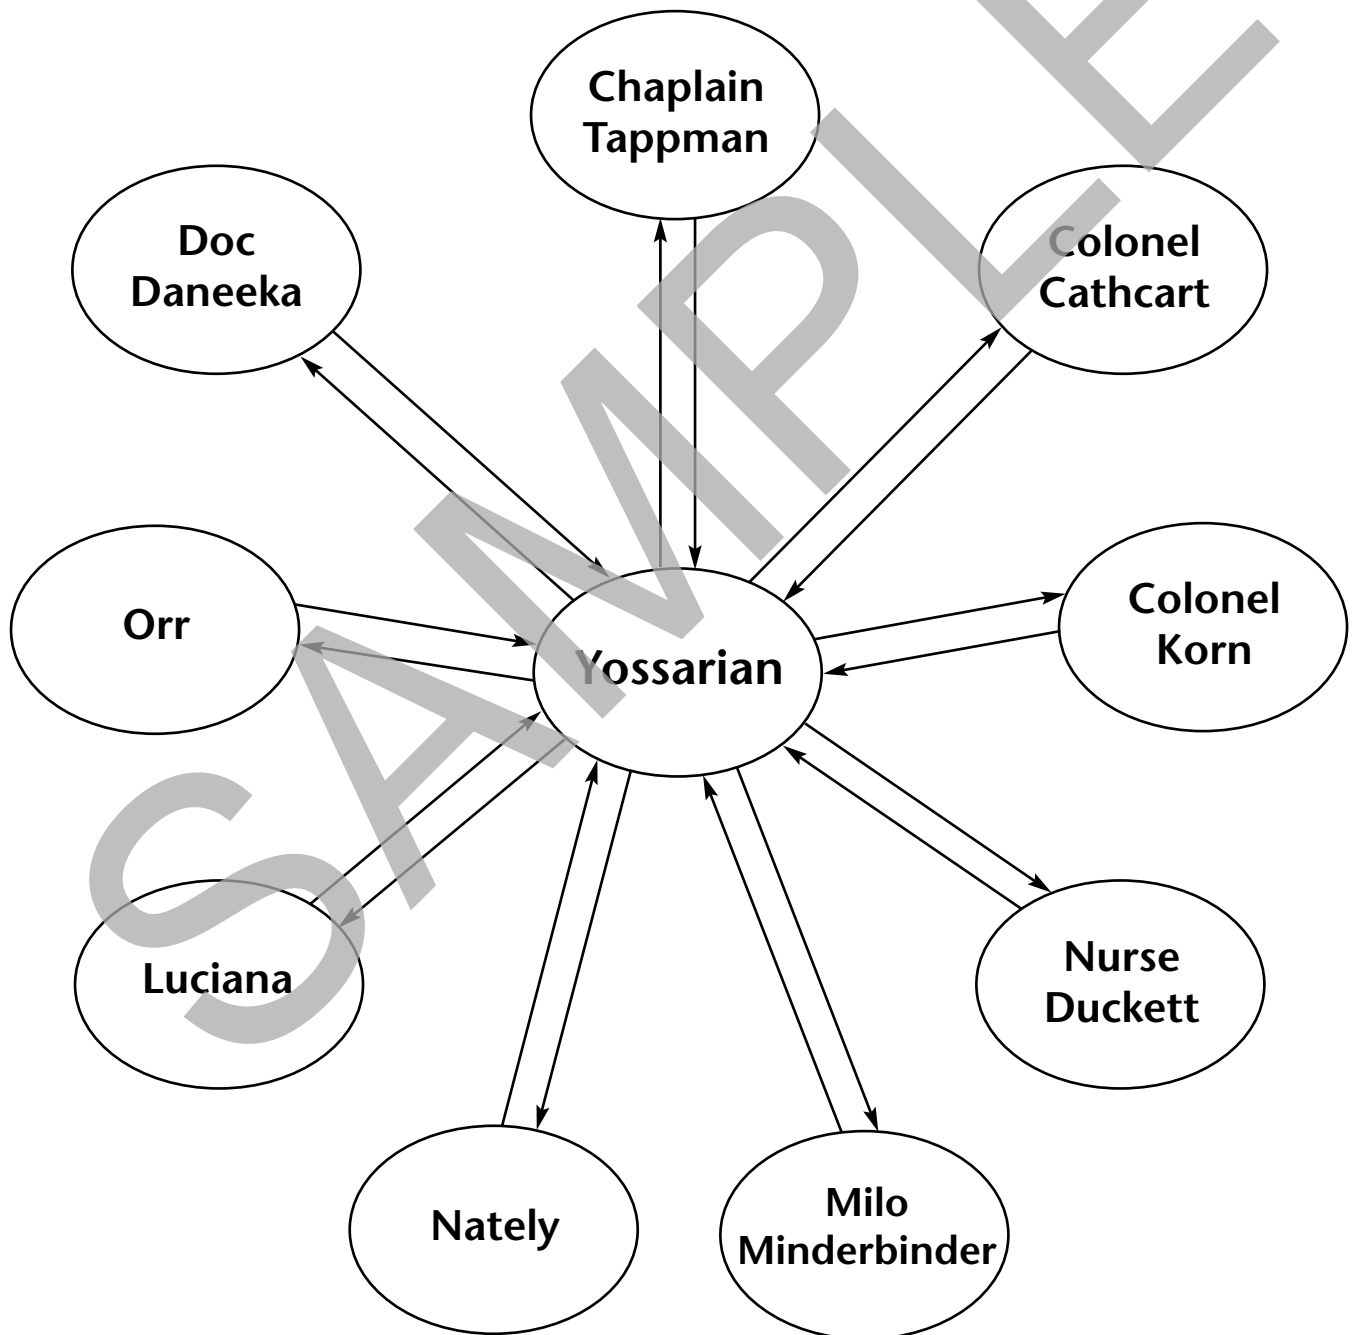 Chaplain
Tappman
Doc
Daneeka
Colonel
Cathcart
Orr
Yossarian
Colonel
Korn
Luciana
Nurse
Duckett
Nately
Milo
Minderbinder
SAMPLE